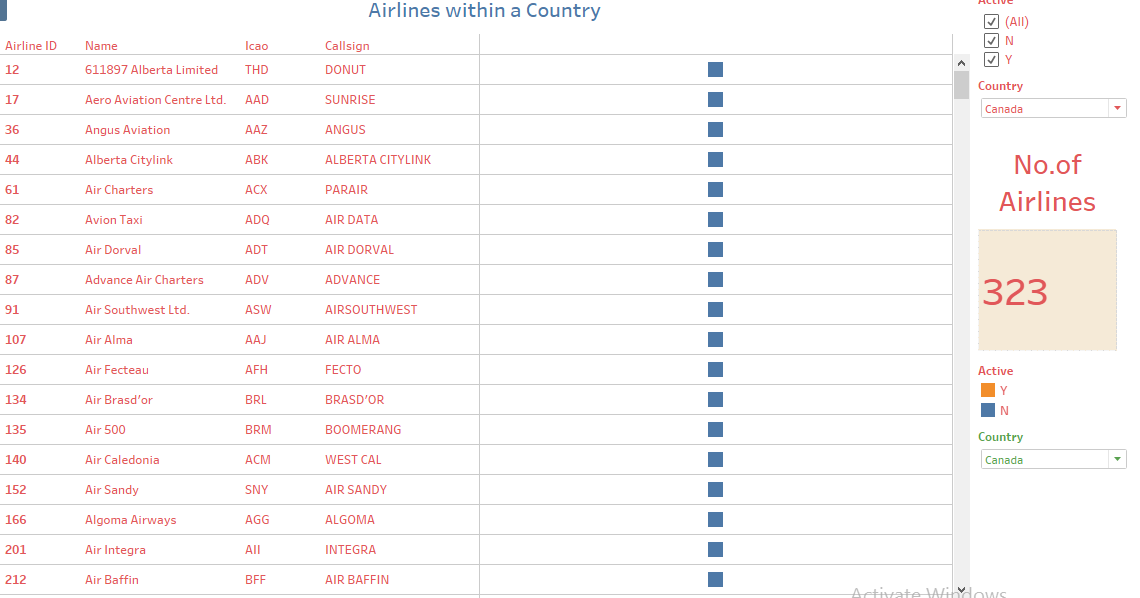 Airlines within a Country
Airline ID Name Icao Callsign
12 611897 Alberta Limited THD DONUT
17 Aero Aviation Centre Ltd. AAD SUNRISE
36 Angus Aviation AAZ ANGUS
44 Alberta Citylink ABK ALBERTA CITYLINK
61 Air Charters ACX PARAIR
82 Avion Taxi ADQ AIR DATA
85 Air Dorval ADT AIR DORVAL
87 Advance Air Charters ADV ADVANCE
91 Air Southwest Ltd. ASW AIRSOUTHWEST
107 Air Alma AAJ AIR ALMA
126 Air Fecteau AFH FECTO
134 Air Brasd'or BRL BRASD'OR
135 Air 500 BRM BOOMERANG
140 Air Caledonia ACM WEST CAL
152 Air Sandy SNY AIR SANDY
166 Algoma Airways AGG ALGOMA
201 Air Integra AII INTEGRA
212 Air Baffin BFF AIR BAFFIN
Active
(All)
N
Y
Country
Canada
No.of
Airlines
323
Active
Y
N
Country
Canada
Activate Windows